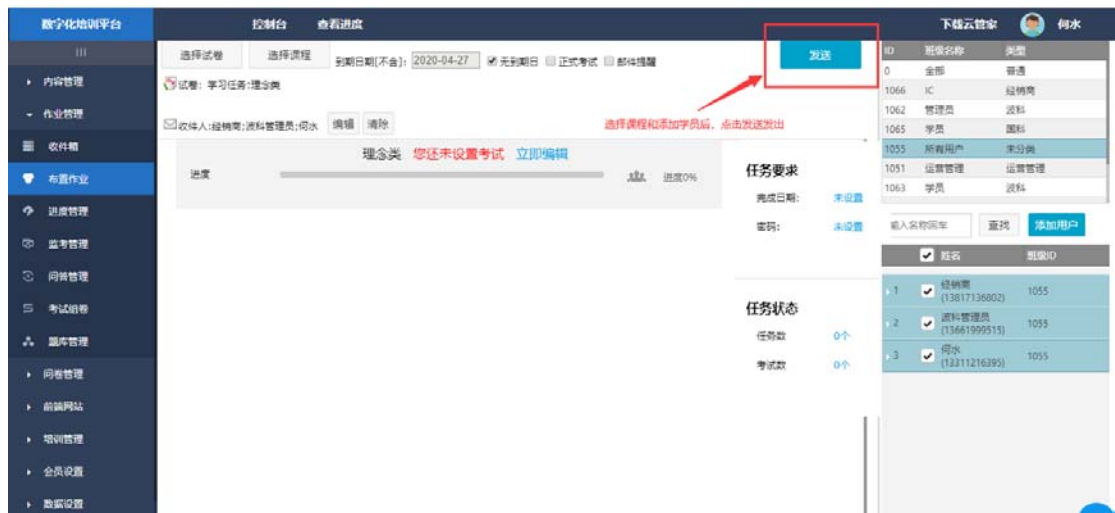 数字化培训平台 控制台 查看进度 下载云管家 何水
内容管理
作业管理
收件箱
布置作业
进度管理
监考管理
问答管理
考试组卷
题库管理
问卷管理
前端网站
培训管理
会员设置
数据设置
选择试卷 选择课程 到期日期[不含]: 2020-04-27 无到期日 正式考试 邮件提醒 发送
试卷: 学习任务:理念类
收件人:经销商;波科管理员;何水 编辑 清除 选择课程和添加学员后，点击发送发出
理念类 您还未设置考试 立即编辑
进度 进度0%
任务要求
完成日期: 未设置
密码: 未设置
任务状态
任务数 0个
考试数 0个
ID 班级名称 类型
0 全部 普通
1066 IC 经销商
1062 管理员 波科
1065 学员 国科
1055 所有用户 未分类
1051 运营管理 运营管理
1063 学员 波科
输入名称回车 查找 添加用户
姓名 班级ID
1 经销商 (13817136802) 1055
2 波科管理员 (13661999515) 1055
3 何水 (13311216395) 1055